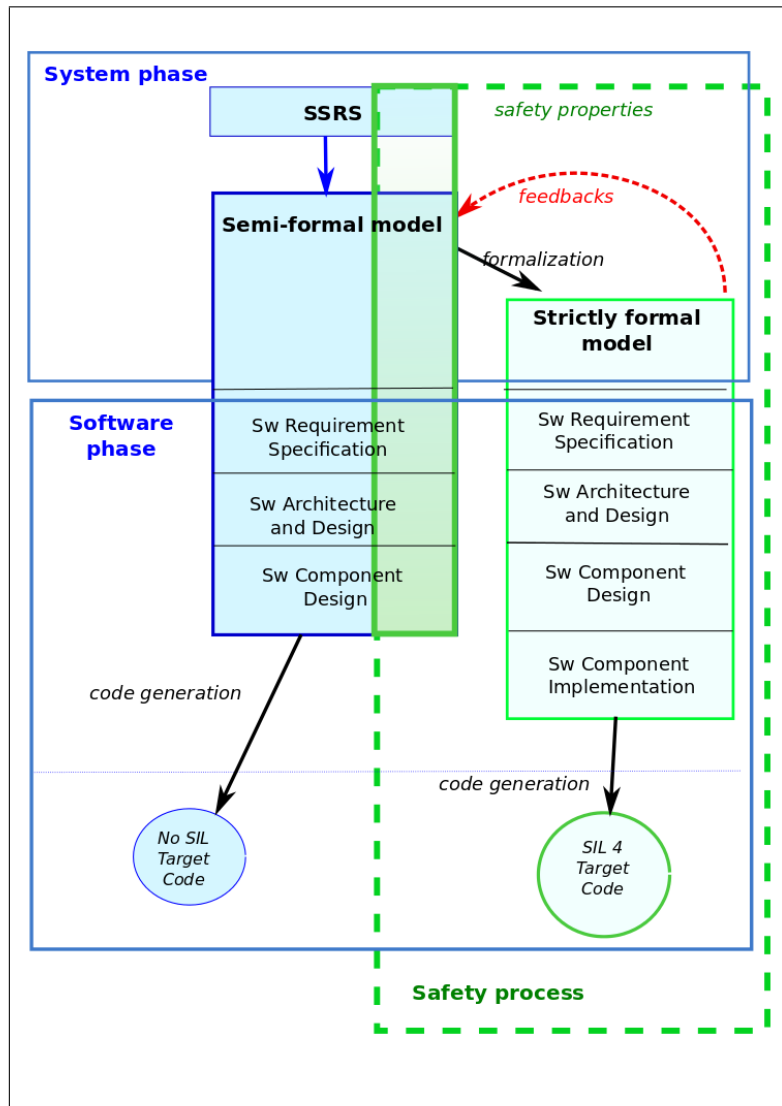 System phase
SSRS
safety properties
feedbacks
Semi-formal model
formalization
Strictly formal
model
Software
phase
Sw Requirement
Specification
Sw Architecture
and Design
Sw Component
Design
Sw Requirement
Specification
Sw Architecture
and Design
Sw Component
Design
Sw Component
Implementation
code generation
code generation
No SIL
Target
Code
SIL 4
Target
Code
Safety process